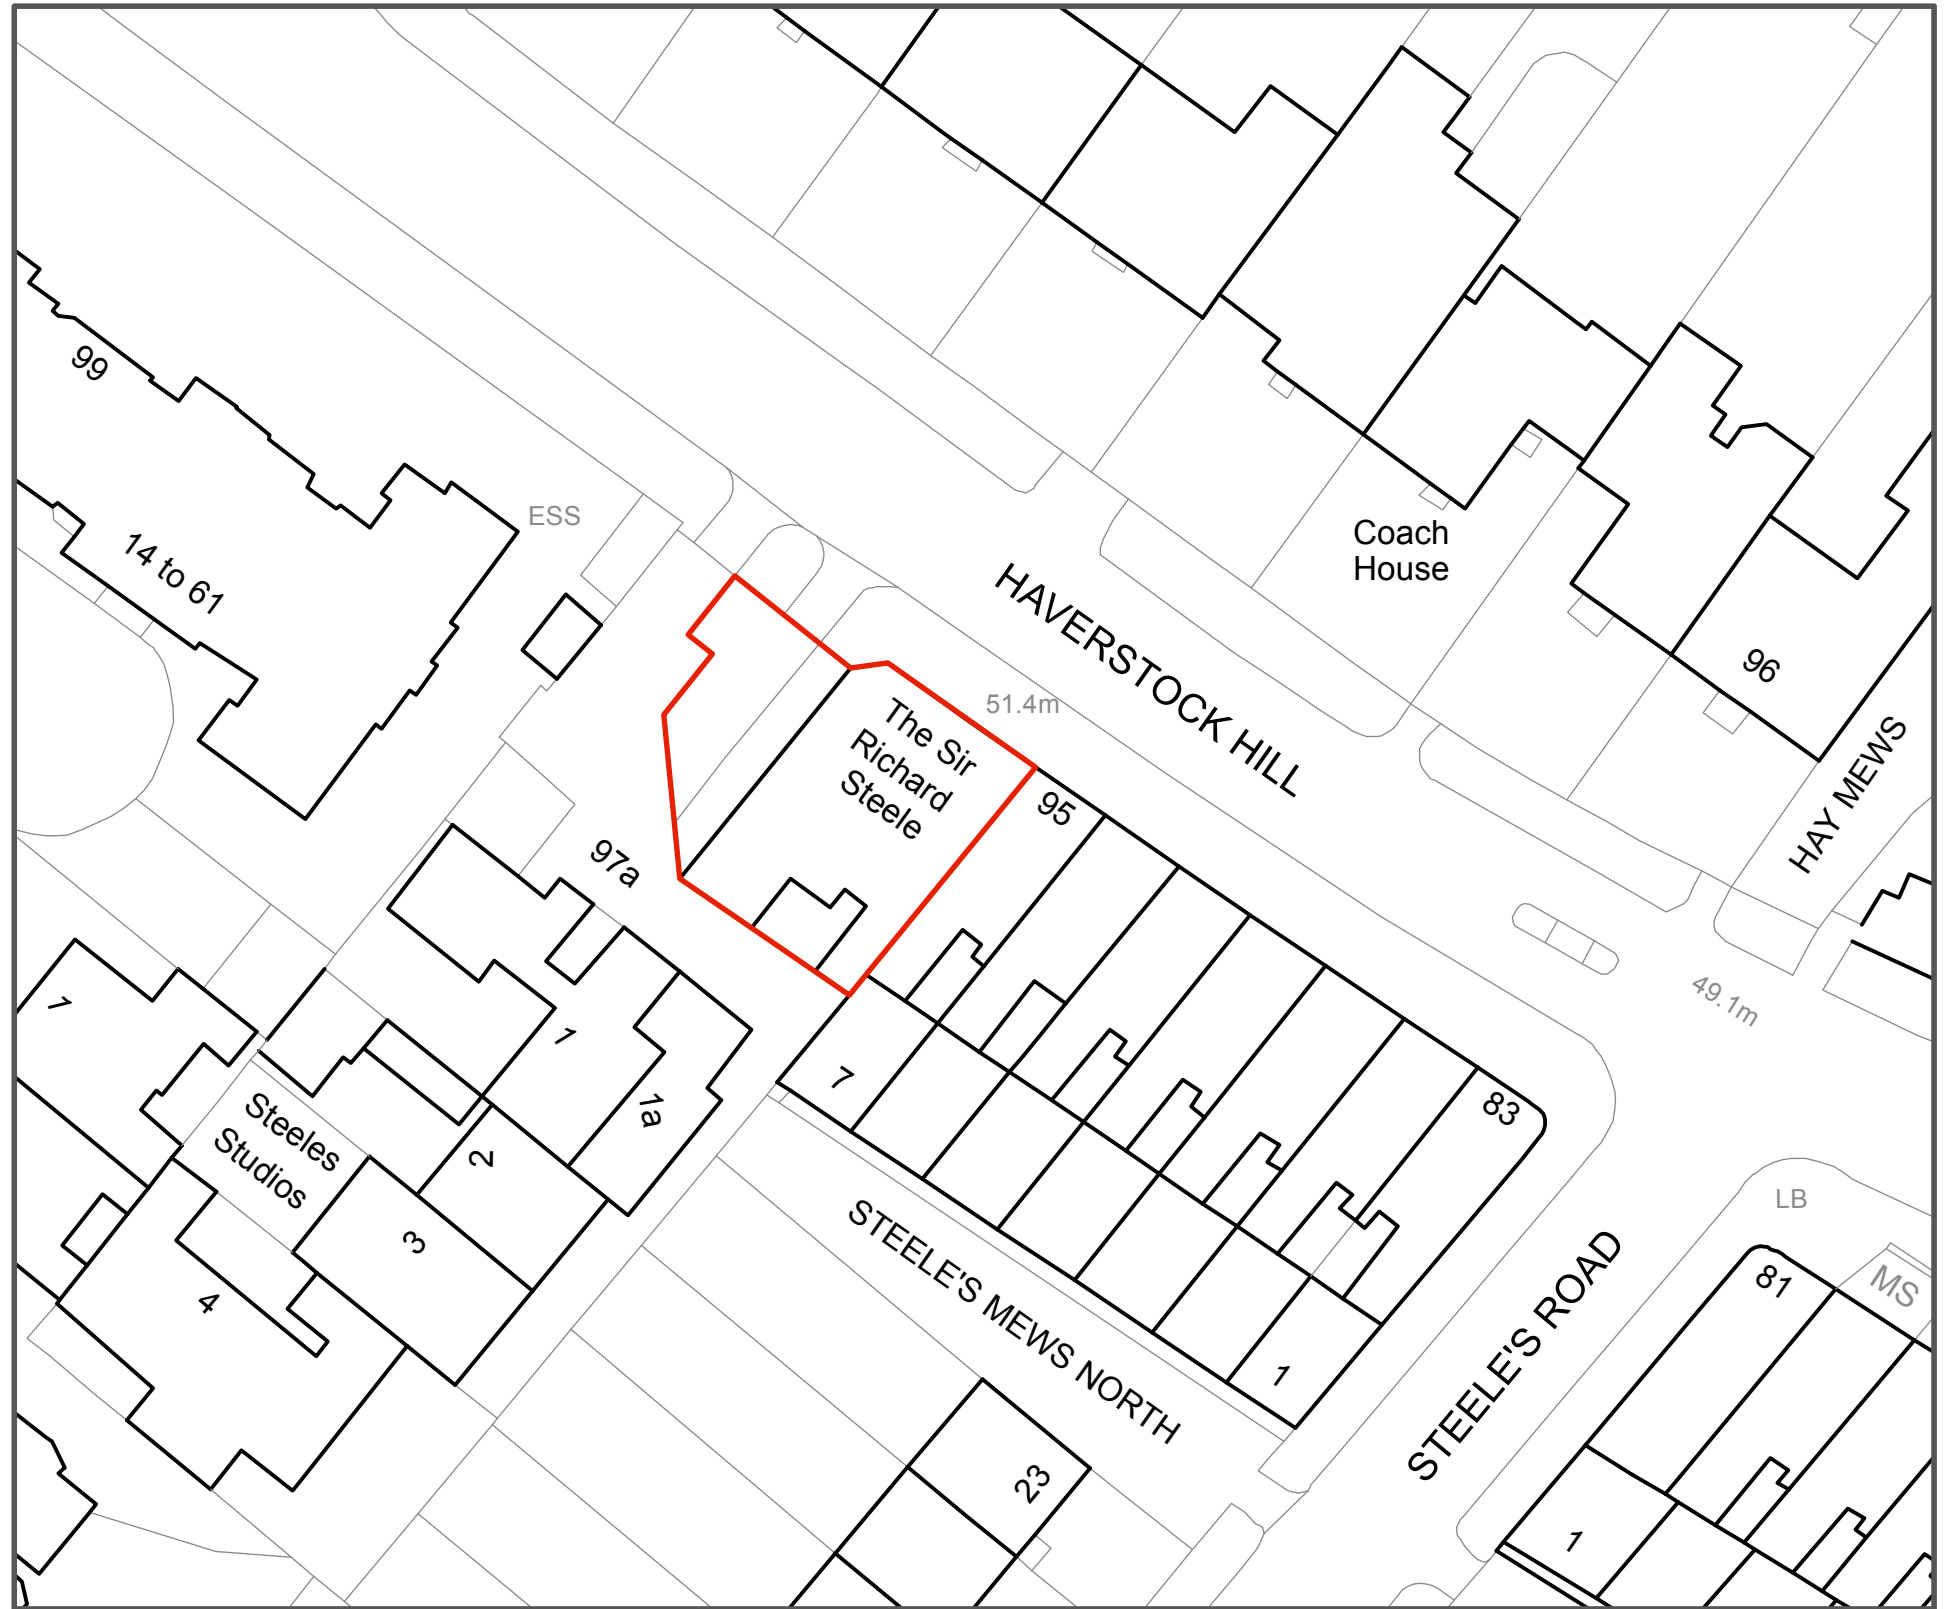 99
ESS
14 to 61
Coach
House
HAVERSTOCK HILL
51.4m
96
The Sir
Richard
Steele
95
HAY MEWS
97a
49.1m
7
1
1a
7
83
Steeles
Studios
2
3
4
STEELE'S MEWS NORTH
STEELE'S ROAD
LB
81
MS
1
23
1